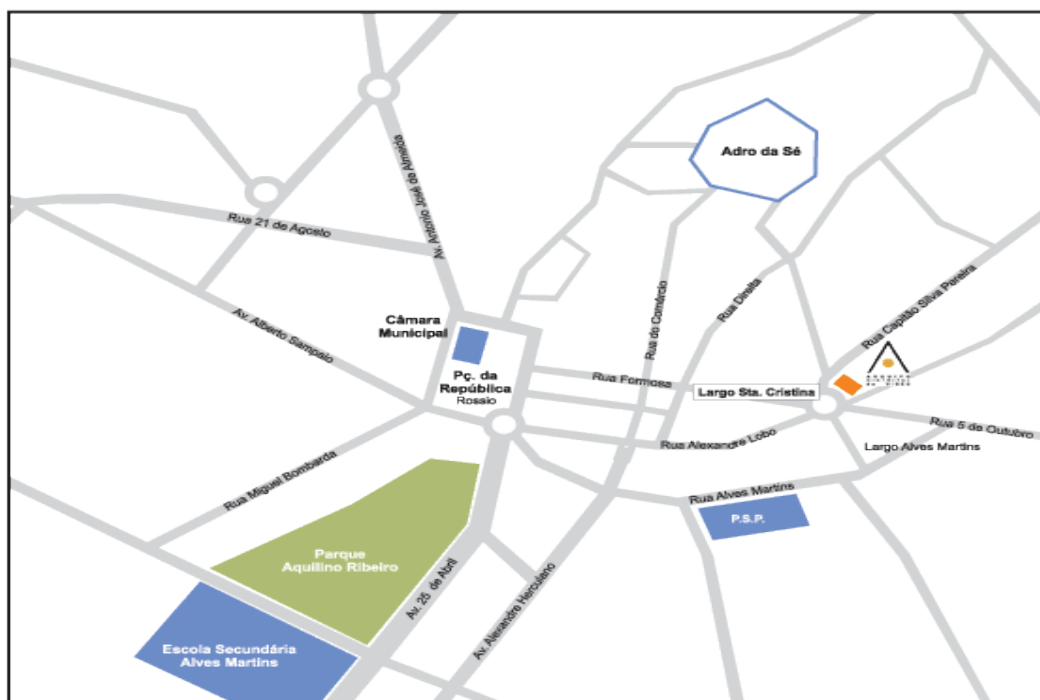 Adro da Sé
Av. Antonio José de Almeida
Rua 21 de Agosto
Av. Alberto Sampaio
Câmara
Municipal
Pç. da
República
Rossio
Rua do Comércio
Rua Direita
Rua Capitão Silva Pereira
Rua Formosa
Largo Sta. Cristina
Rua 5 de Outubro
Rua Alexandre Lobo
Largo Alves Martins
Rua Miguel Bombarda
Rua Alves Martins
P.S.P.
Parque
Aquilino Ribeiro
Av. 25 de Abril
Av. Alexandre Herculano
Escola Secundária
Alves Martins